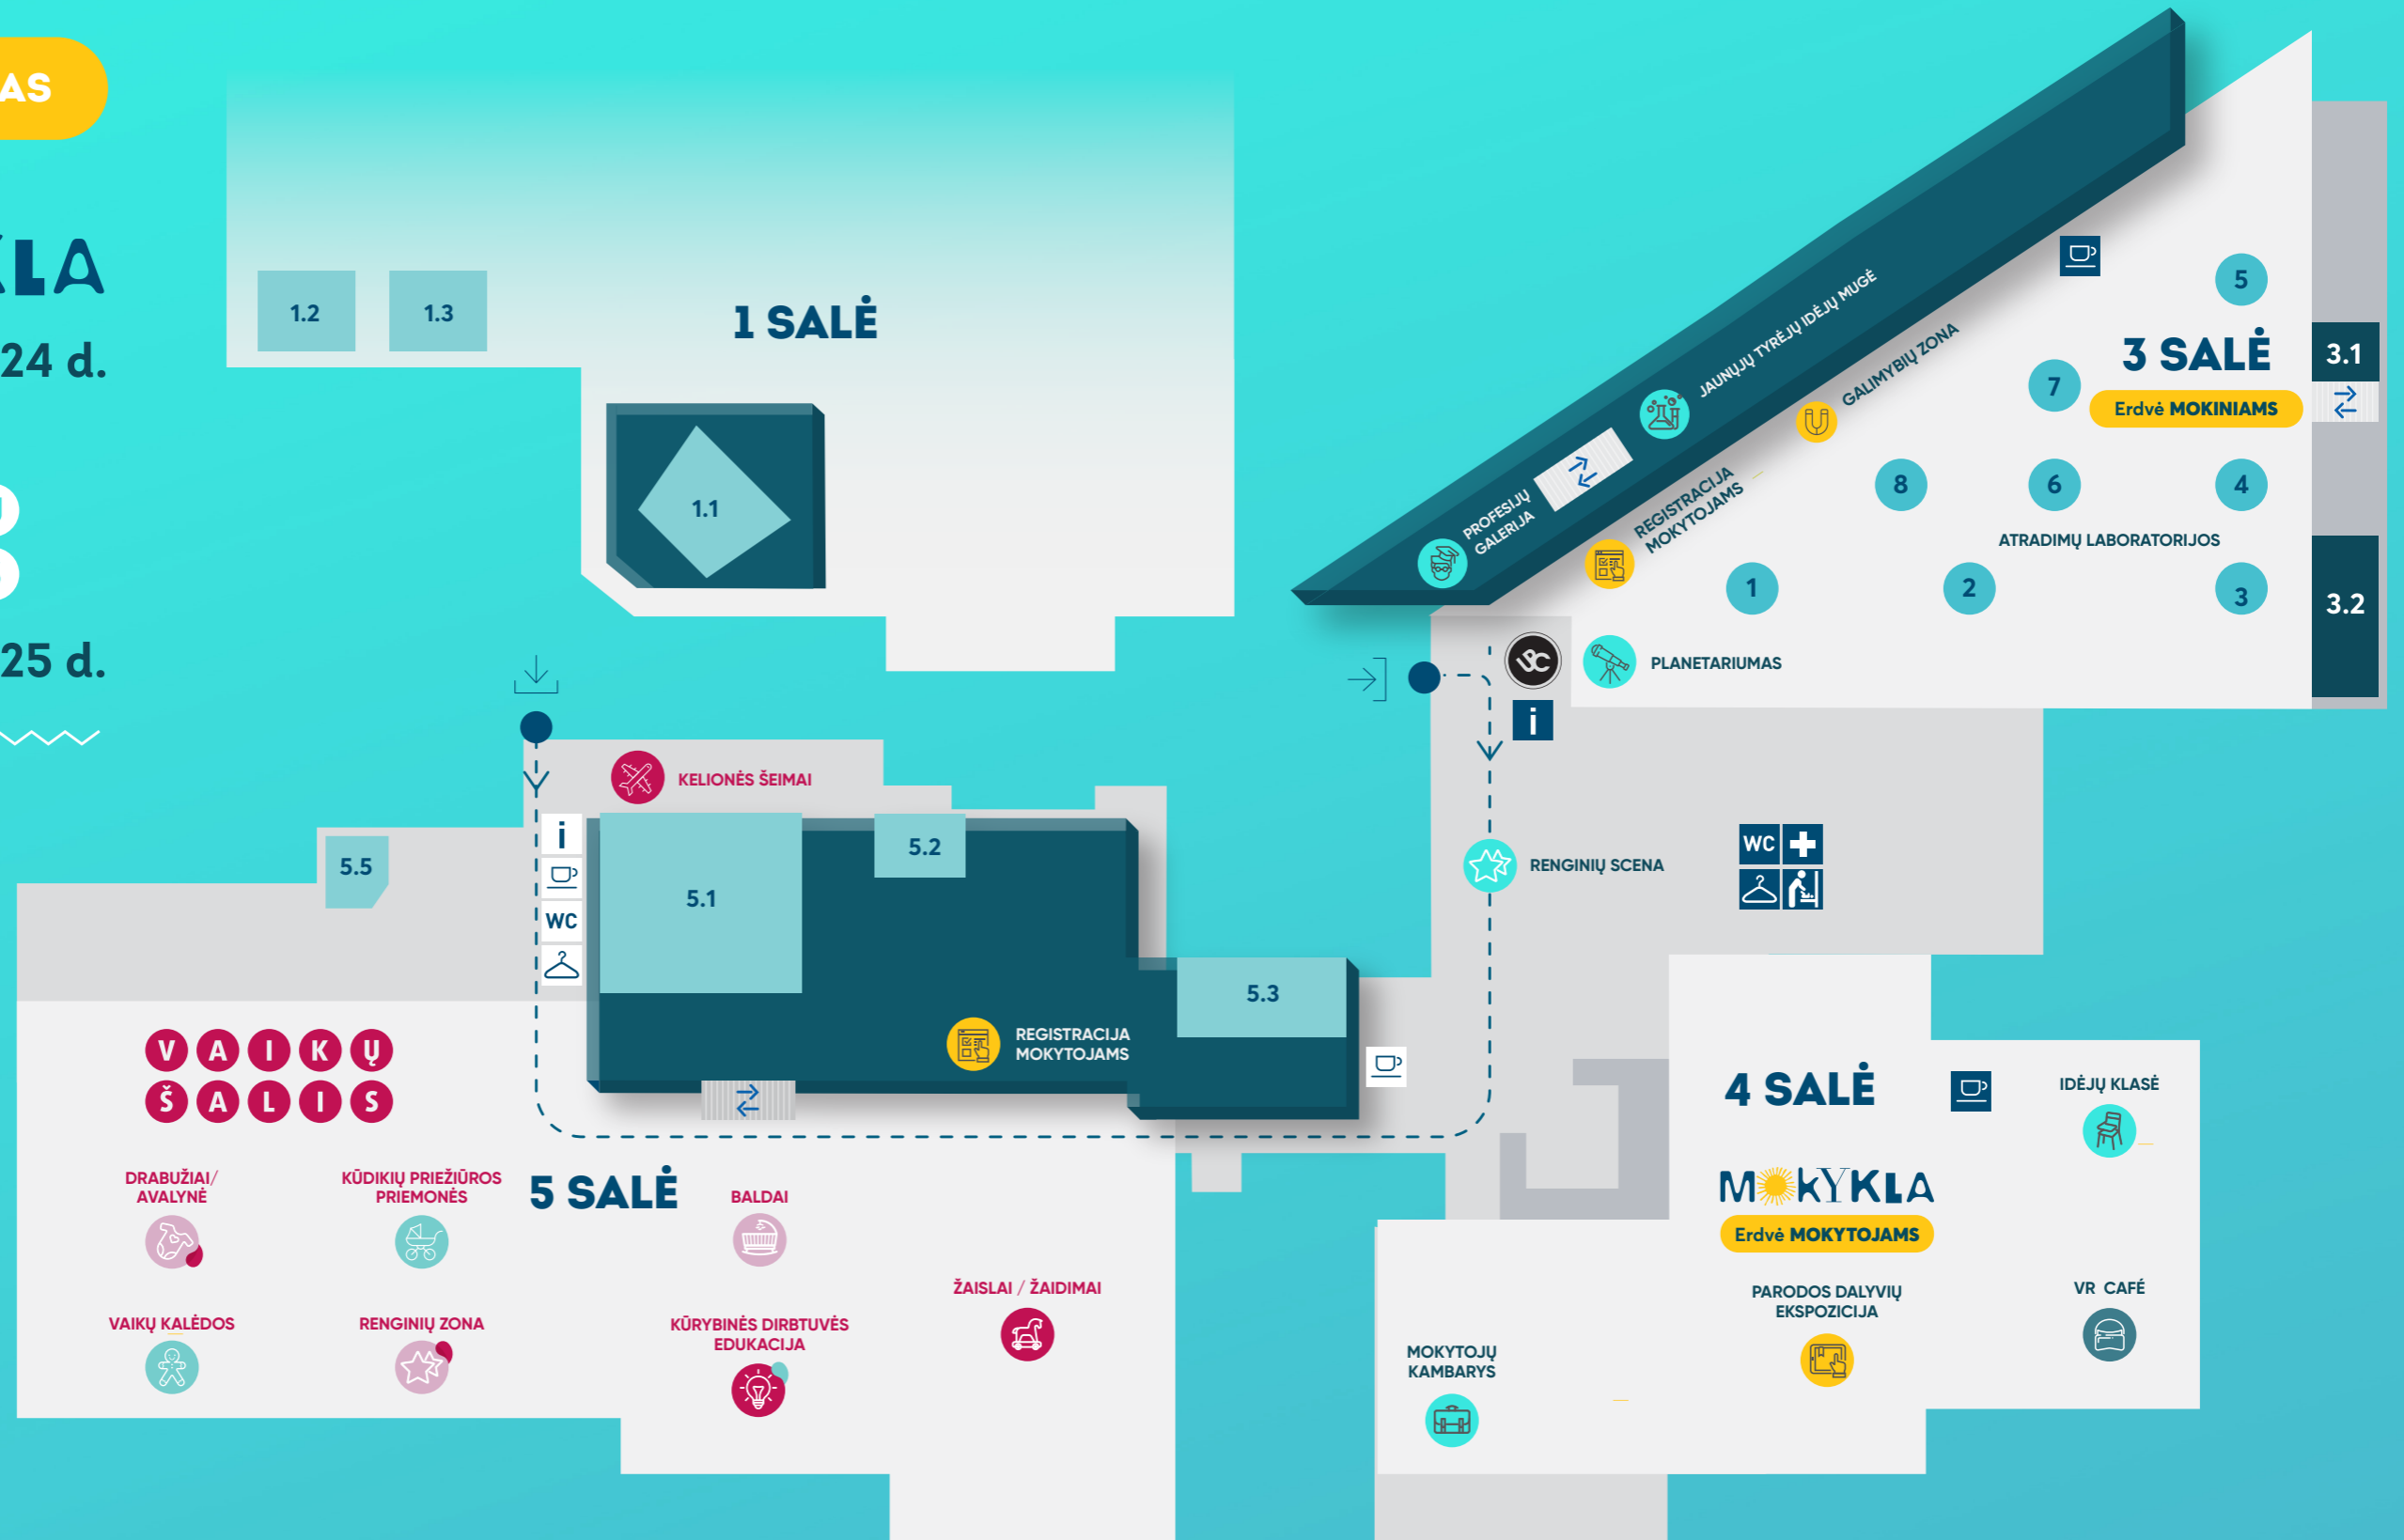 AS
KLA
24 d.
25 d.
1.2
1.3
1 SALĖ
1.1
JAUNŲJŲ TYRĖJŲ IDĖJŲ MUGĖ
PROFESIJŲ
GALERIJA
GALIMYBIŲ ZONA
REGISTRACIJA
MOKYTOJAMS
5
3 SALĖ
3.1
7
Erdvė MOKINIAMS
8
6
4
ATRADIMŲ LABORATORIJOS
1
2
3
3.2
PLANETARIUMAS
i
RENGINIŲ SCENA
WC
KELIONĖS ŠEIMAI
i
WC
5.5
5.1
5.2
5.3
REGISTRACIJA
MOKYTOJAMS
VAIKŲ
ŠALIS
5 SALĖ
DRABUŽIAI/
AVALYNĖ
KŪDIKIŲ PRIEŽIŪROS
PRIEMONĖS
BALDAI
VAIKŲ KALĖDOS
RENGINIŲ ZONA
KŪRYBINĖS DIRBTUVĖS
EDUKACIJA
ŽAISLAI / ŽAIDIMAI
4 SALĖ
IDĖJŲ KLASĖ
MOKYKLA
Erdvė MOKYTOJAMS
PARODOS DALYVIŲ
EKSPOZICIJA
VR CAFÉ
MOKYTOJŲ
KAMBARYS